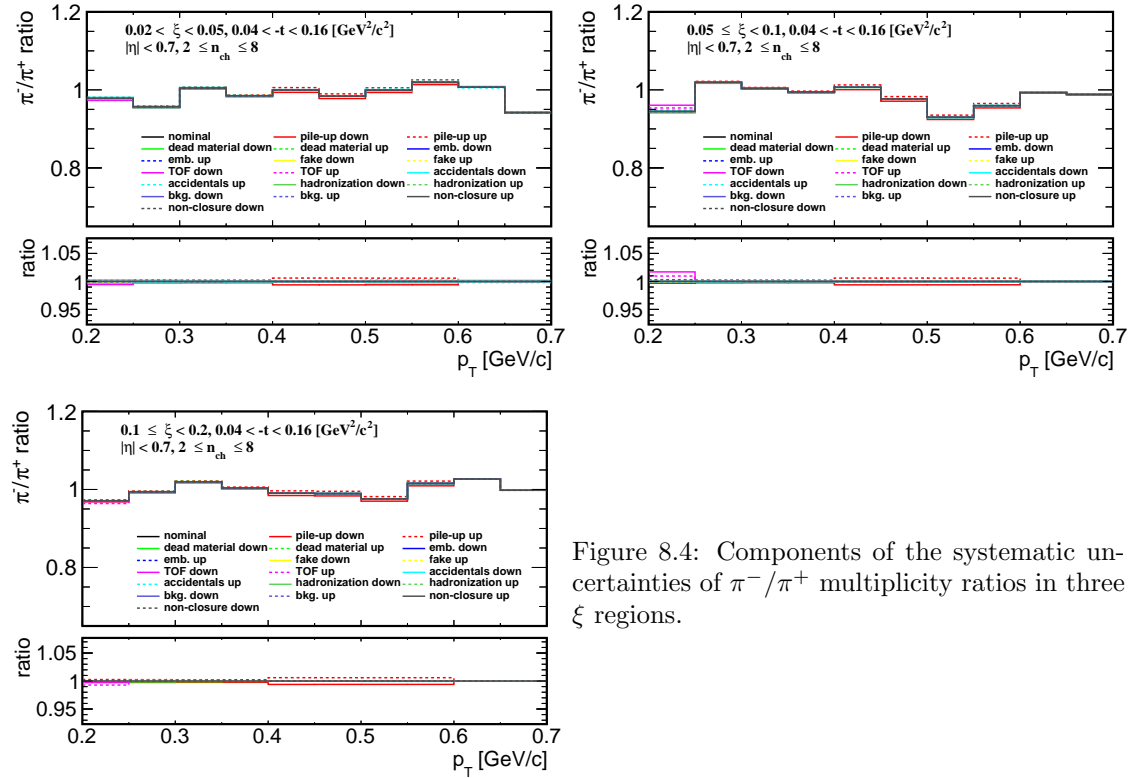 π⁻/π⁺ ratio
0.02 < ξ < 0.05, 0.04 < -t < 0.16 [GeV²/c²]
|η| < 0.7, 2 ≤ n_ch ≤ 8
1.2
1
0.8
nominal pile-up down pile-up up
dead material down dead material up emb. down
emb. up fake down fake up
TOF down TOF up accidentals down
accidentals up hadronization down hadronization up
bkg. down bkg. up non-closure up
non-closure down
ratio
1.05
1
0.95
0.2 0.3 0.4 0.5 0.6 0.7
p_T [GeV/c]
π⁻/π⁺ ratio
0.05 ≤ ξ < 0.1, 0.04 < -t < 0.16 [GeV²/c²]
|η| < 0.7, 2 ≤ n_ch ≤ 8
1.2
1
0.8
nominal pile-up down pile-up up
dead material down dead material up emb. down
emb. up fake down fake up
TOF down TOF up accidentals down
accidentals up hadronization down hadronization up
bkg. down bkg. up non-closure up
non-closure down
ratio
1.05
1
0.95
0.2 0.3 0.4 0.5 0.6 0.7
p_T [GeV/c]
π⁻/π⁺ ratio
0.1 ≤ ξ < 0.2, 0.04 < -t < 0.16 [GeV²/c²]
|η| < 0.7, 2 ≤ n_ch ≤ 8
1.2
1
0.8
nominal pile-up down pile-up up
dead material down dead material up emb. down
emb. up fake down fake up
TOF down TOF up accidentals down
accidentals up hadronization down hadronization up
bkg. down bkg. up non-closure up
non-closure down
ratio
1.05
1
0.95
0.2 0.3 0.4 0.5 0.6 0.7
p_T [GeV/c]
Figure 8.4: Components of the systematic un-
certainties of π⁻/π⁺ multiplicity ratios in three
ξ regions.